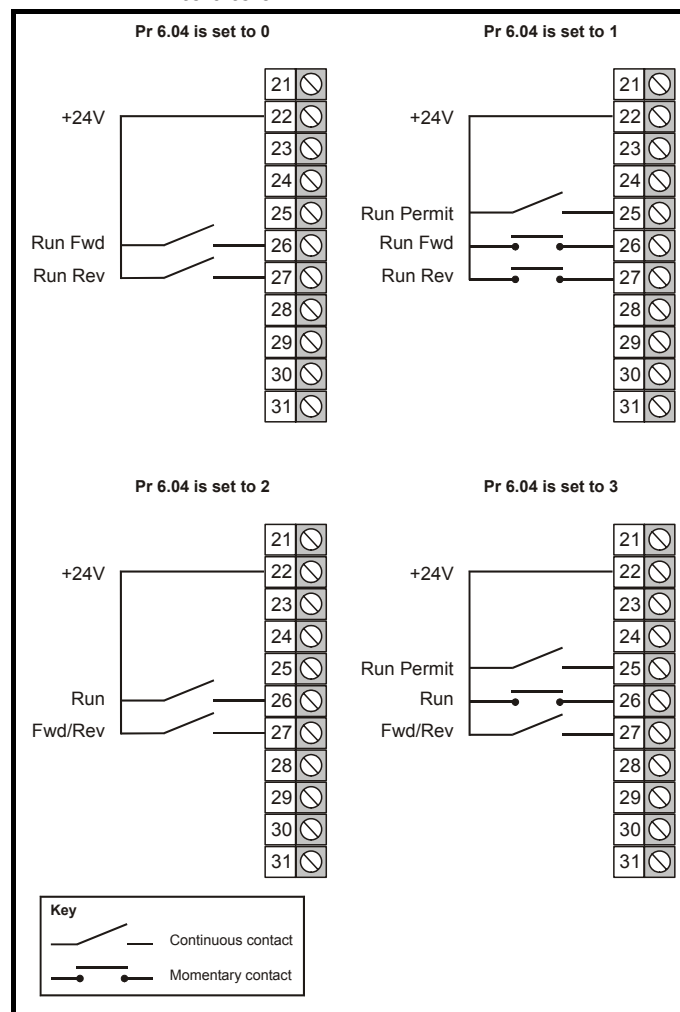 Pr 6.04 is set to 0
21
+24V 22
23
24
25
Run Fwd 26
Run Rev 27
28
29
30
31
Pr 6.04 is set to 1
21
+24V 22
23
24
Run Permit 25
Run Fwd 26
Run Rev 27
28
29
30
31
Pr 6.04 is set to 2
21
+24V 22
23
24
25
Run 26
Fwd/Rev 27
28
29
30
31
Pr 6.04 is set to 3
21
+24V 22
23
24
Run Permit 25
Run 26
Fwd/Rev 27
28
29
30
31
Key
Continuous contact
Momentary contact